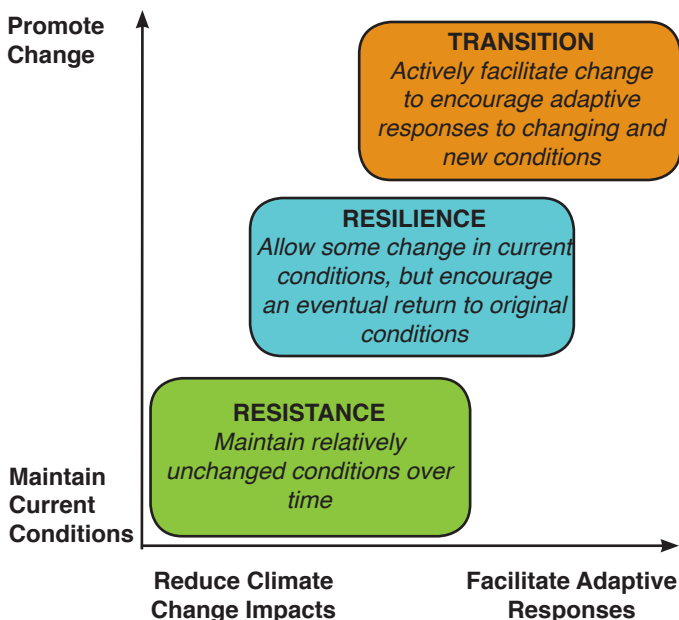 Promote
Change
TRANSITION
Actively facilitate change
to encourage adaptive
responses to changing and
new conditions
RESILIENCE
Allow some change in current
conditions, but encourage
an eventual return to original
conditions
RESISTANCE
Maintain relatively
unchanged conditions over
time
Maintain
Current
Conditions
Reduce Climate
Change Impacts
Facilitate Adaptive
Responses